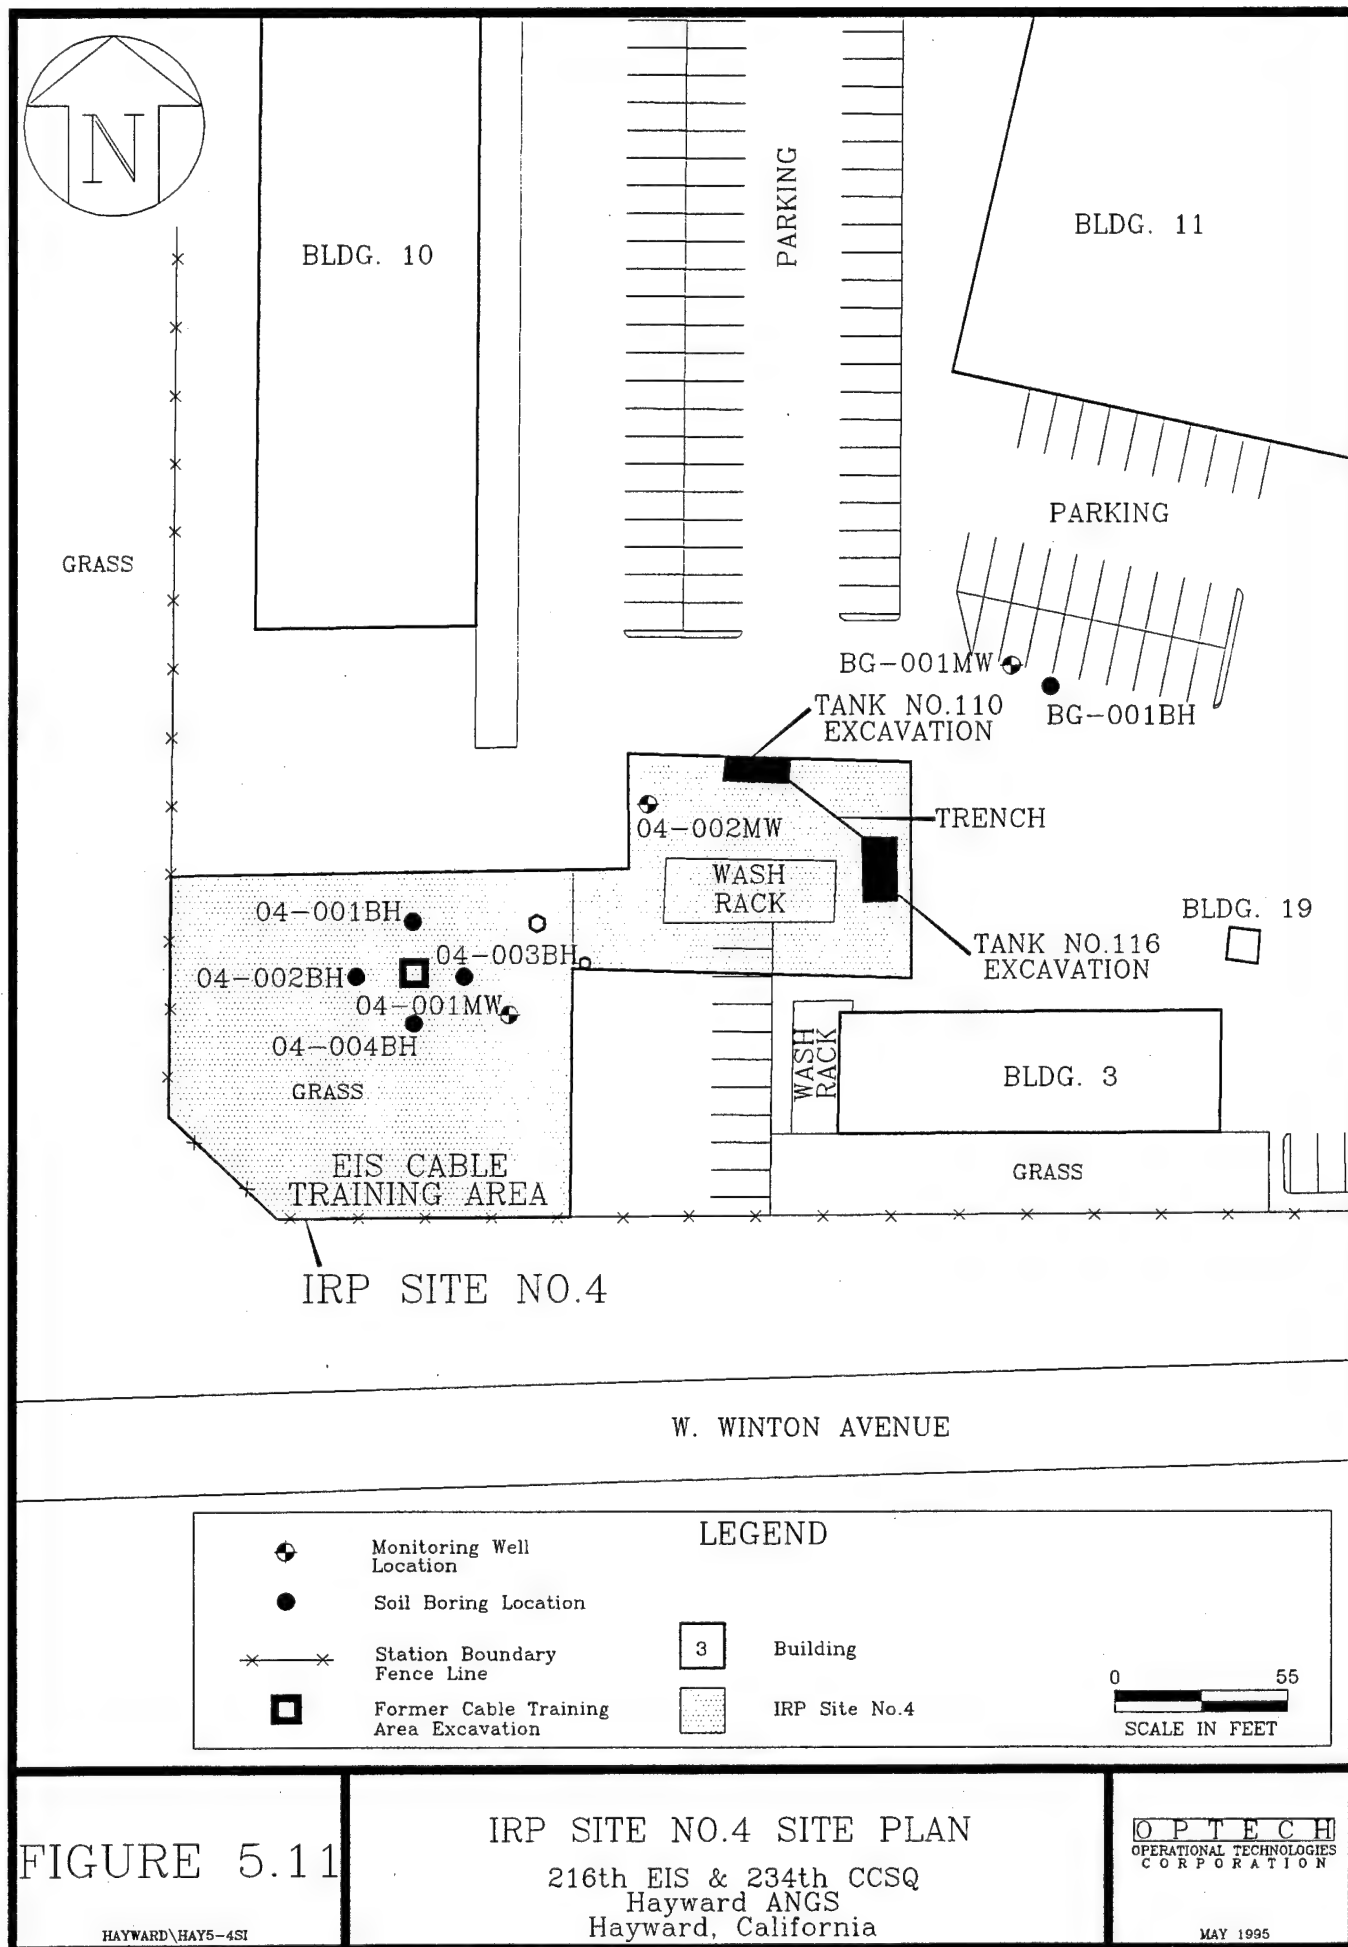 N
BLDG. 10
PARKING
BLDG. 11
PARKING
GRASS
BG-001MW
BG-001BH
TANK NO.110
EXCAVATION
04-002MW
TRENCH
WASH
RACK
BLDG. 19
04-001BH
04-003BH
TANK NO.116
EXCAVATION
04-002BH
04-001MW
04-004BH
WASH
RACK
BLDG. 3
GRASS
EIS CABLE
TRAINING AREA
GRASS
IRP SITE NO.4
W. WINTON AVENUE
LEGEND
Monitoring Well
Location
Soil Boring Location
Station Boundary
Fence Line
Former Cable Training
Area Excavation
3
Building
IRP Site No.4
0 55
SCALE IN FEET
FIGURE 5.11
HAYWARD\HAY5-4SI
IRP SITE NO.4 SITE PLAN
216th EIS & 234th CCSQ
Hayward ANGS
Hayward, California
OPTECH
OPERATIONAL TECHNOLOGIES
CORPORATION
MAY 1995